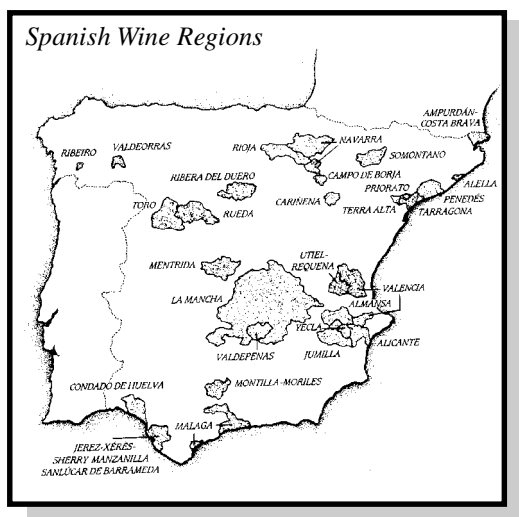 Spanish Wine Regions
AMPURDÁN-
COSTA BRAVA
RIBEIRO
VALDEORRAS
RIOJA
NAVARRA
SOMONTANO
RIBERA DEL DUERO
CAMPO DE BORJA
PRIORATO
ALELLA
CARIÑENA
PENEDÉS
TORO
RUEDA
TERRA ALTA
TARRAGONA
MENTRIDA
UTIEL-
REQUENA
VALENCIA
LA MANCHA
ALMANSA
YECLA
VALDEPEÑAS
JUMILLA
ALICANTE
CONDADO DE HUELVA
MONTILLA-MORILES
MALAGA
JEREZ-XÉRÈS-
SHERRY MANZANILLA
SANLÚCAR DE BARRAMEDA